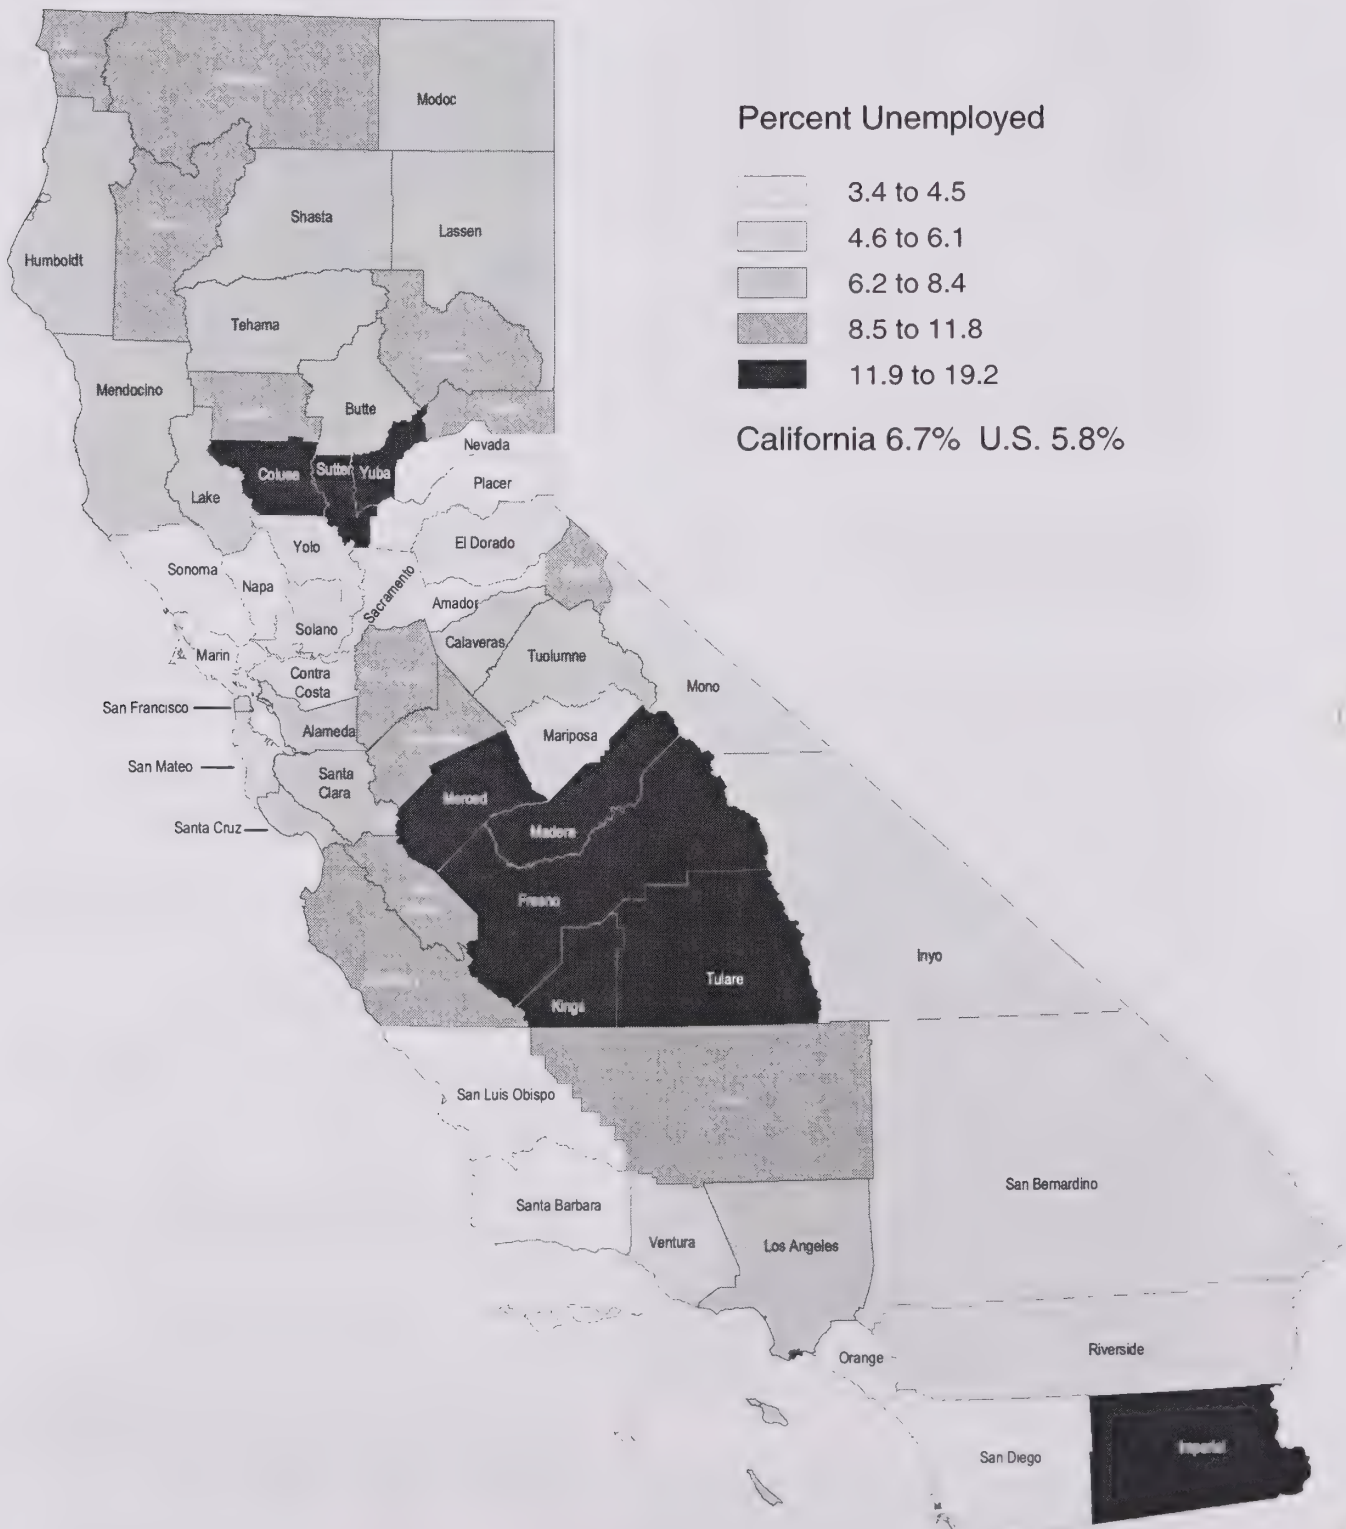 Modoc
Percent Unemployed
3.4 to 4.5
4.6 to 6.1
6.2 to 8.4
8.5 to 11.8
11.9 to 19.2
California 6.7% U.S. 5.8%
Shasta
Lassen
Humboldt
Tehama
Mendocino
Butte
Nevada
Colusa
Sutter
Yuba
Placer
Lake
Yolo
El Dorado
Sonoma
Napa
Sacramento
Amador
Solano
Calaveras
Marin
Tuolumne
Contra
Costa
Mono
San Francisco
Alameda
Mariposa
San Mateo
Santa
Clara
Merced
Santa Cruz
Madera
Fresno
Inyo
Tulare
Kings
San Luis Obispo
San Bernardino
Santa Barbara
Ventura
Los Angeles
Orange
Riverside
San Diego
Imperial